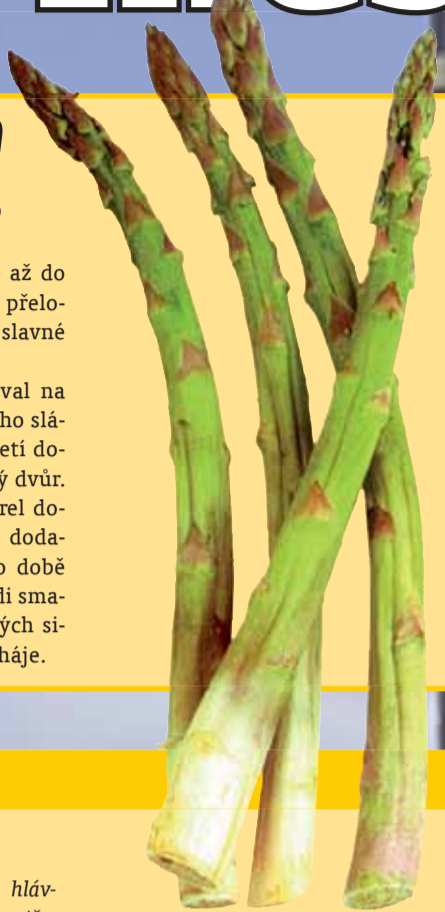 až do
přelo-
slavné
val na
ho slá-
etí do-
ý dvůr.
rel do-
doda-
o době
di sma-
ých si-
háje.
hláv-